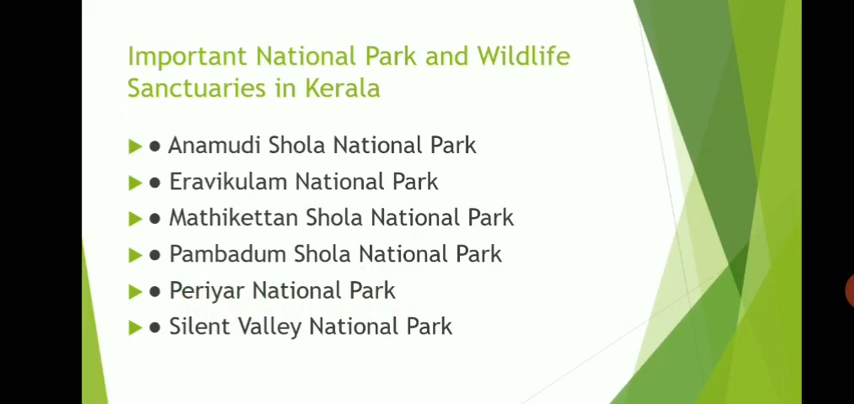 Important National Park and Wildlife
Sanctuaries in Kerala
● Anamudi Shola National Park
● Eravikulam National Park
● Mathikettan Shola National Park
● Pambadum Shola National Park
● Periyar National Park
● Silent Valley National Park